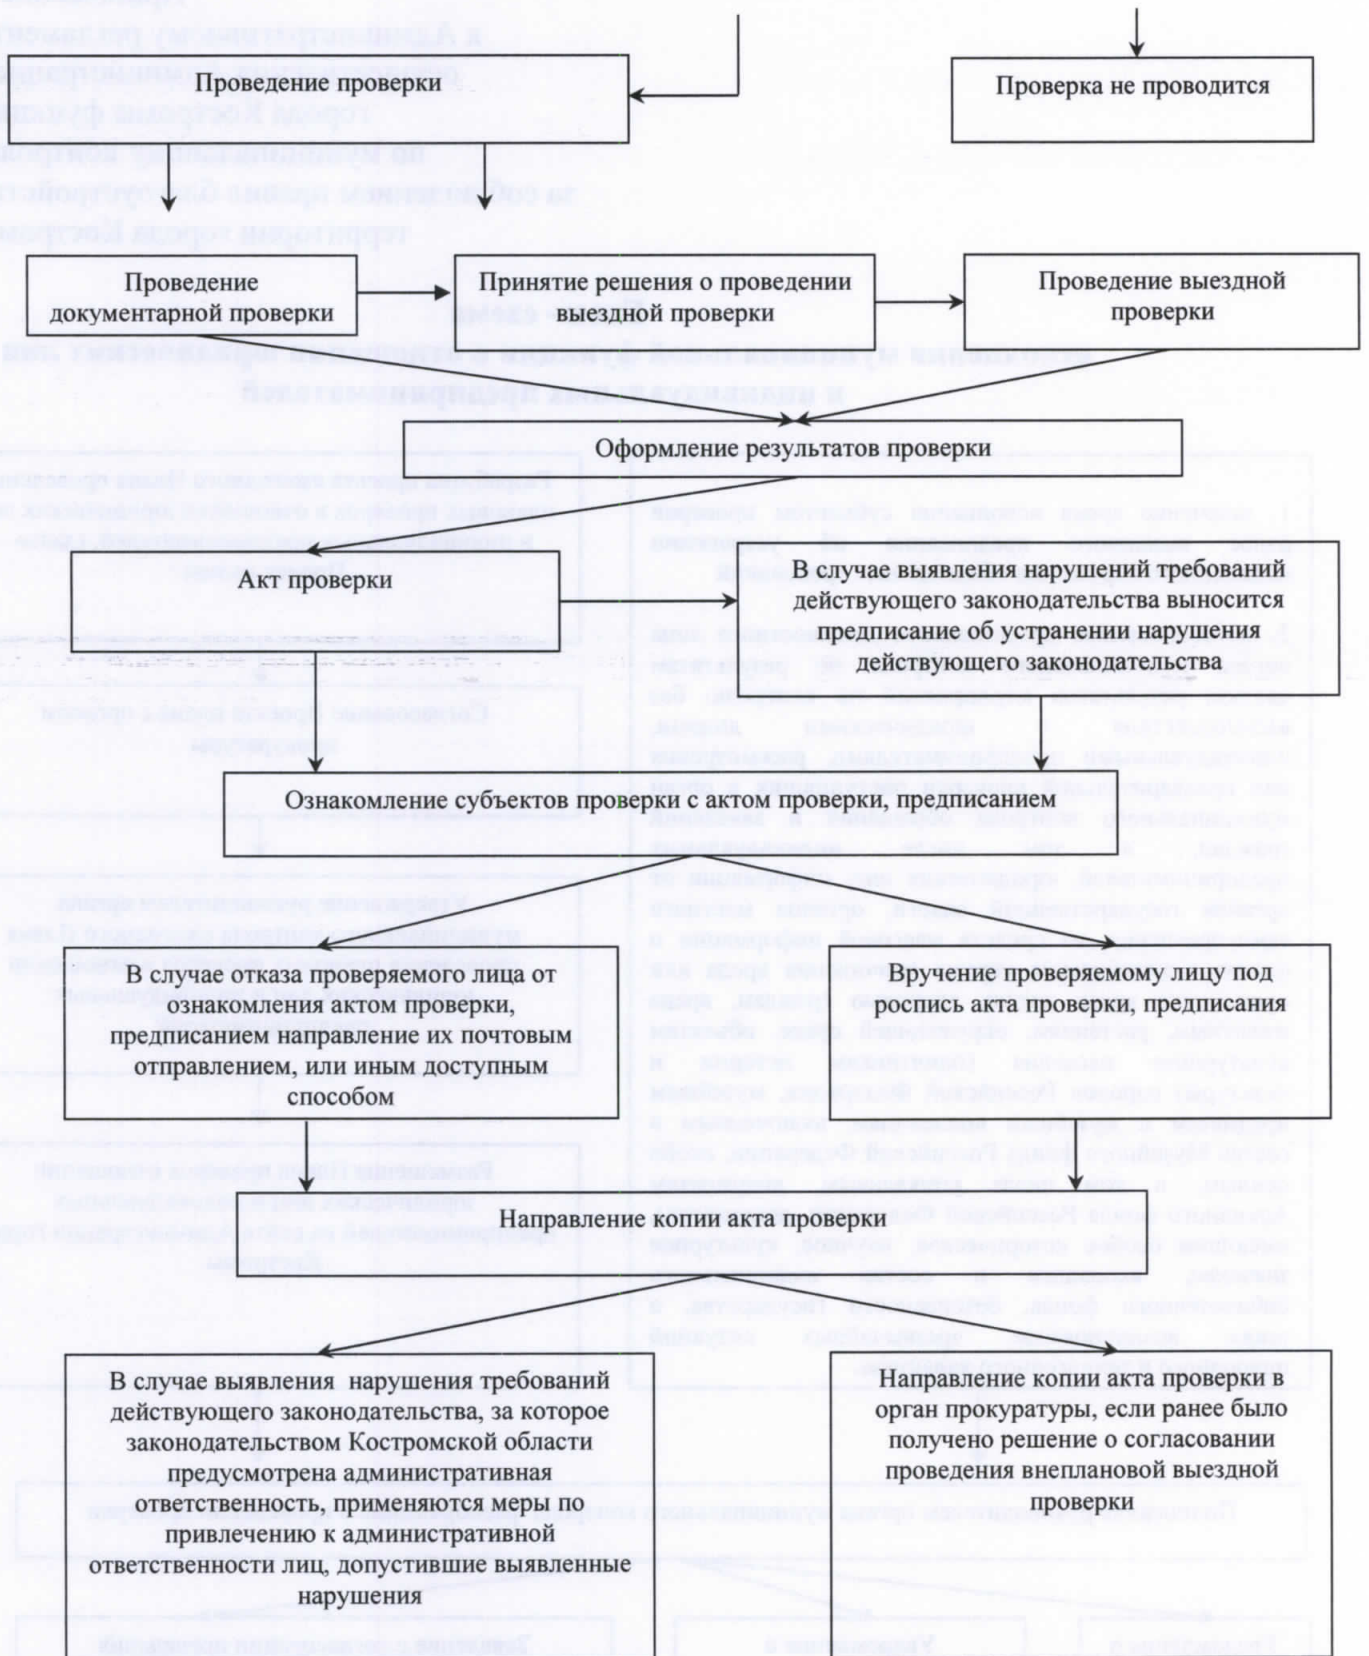 Проведение проверки
Проверка не проводится
Проведение
документарной проверки
Принятие решения о проведении
выездной проверки
Проведение выездной
проверки
Оформление результатов проверки
Акт проверки
В случае выявления нарушений требований
действующего законодательства выносится
предписание об устранении нарушения
действующего законодательства
Ознакомление субъектов проверки с актом проверки, предписанием
В случае отказа проверяемого лица от
ознакомления актом проверки,
предписанием направление их почтовым
отправлением, или иным доступным
способом
Вручение проверяемому лицу под
роспись акта проверки, предписания
Направление копии акта проверки
В случае выявления нарушения требований
действующего законодательства, за которое
законодательством Костромской области
предусмотрена административная
ответственность, применяются меры по
привлечению к административной
ответственности лиц, допустившие выявленные
нарушения
Направление копии акта проверки в
орган прокуратуры, если ранее было
получено решение о согласовании
проведения внеплановой выездной
проверки